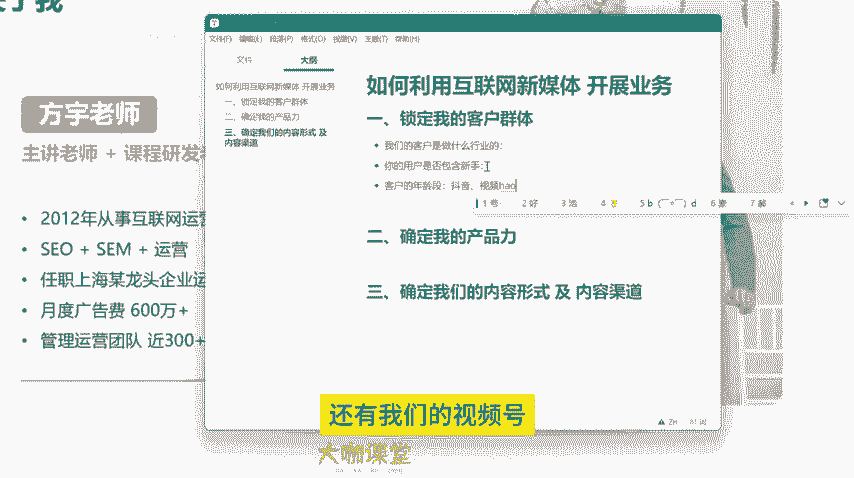 于我
方宇老师
主讲老师 + 课程研发
• 2012年从事互联网运营
• SEO + SEM + 运营
• 任职上海某龙头企业运
• 月度广告费 600万+
• 管理运营团队 近300+
文件(F) 编辑(E) 段落(P) 格式(O) 视图(V) 主题(T) 帮助(H)
文件 大纲
如何利用互联网新媒体 开展业务
一、锁定我的客户群体
二、确定我的产品力
三、确定我们的内容形式 及
内容渠道
如何利用互联网新媒体 开展业务
一、锁定我的客户群体
• 我们的客户是做什么行业的：
• 你的用户是否包含新手：
• 客户的年龄段：抖音、视频hao
1 号 2 好 3 浩 4 5 b (￣▽￣) d 6 豪 7 郝
二、确定我的产品力
三、确定我们的内容形式 及 内容渠道
还有我们的视频号
大咖课堂